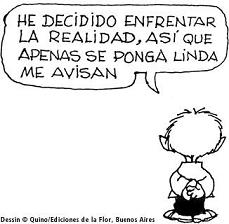 HE DECIDIDO ENFRENTAR
LA REALIDAD, ASÍ QUE
APENAS SE PONGA LINDA
ME AVISAN
Dessin © Quino/Ediciones de la Flor, Buenos Aires